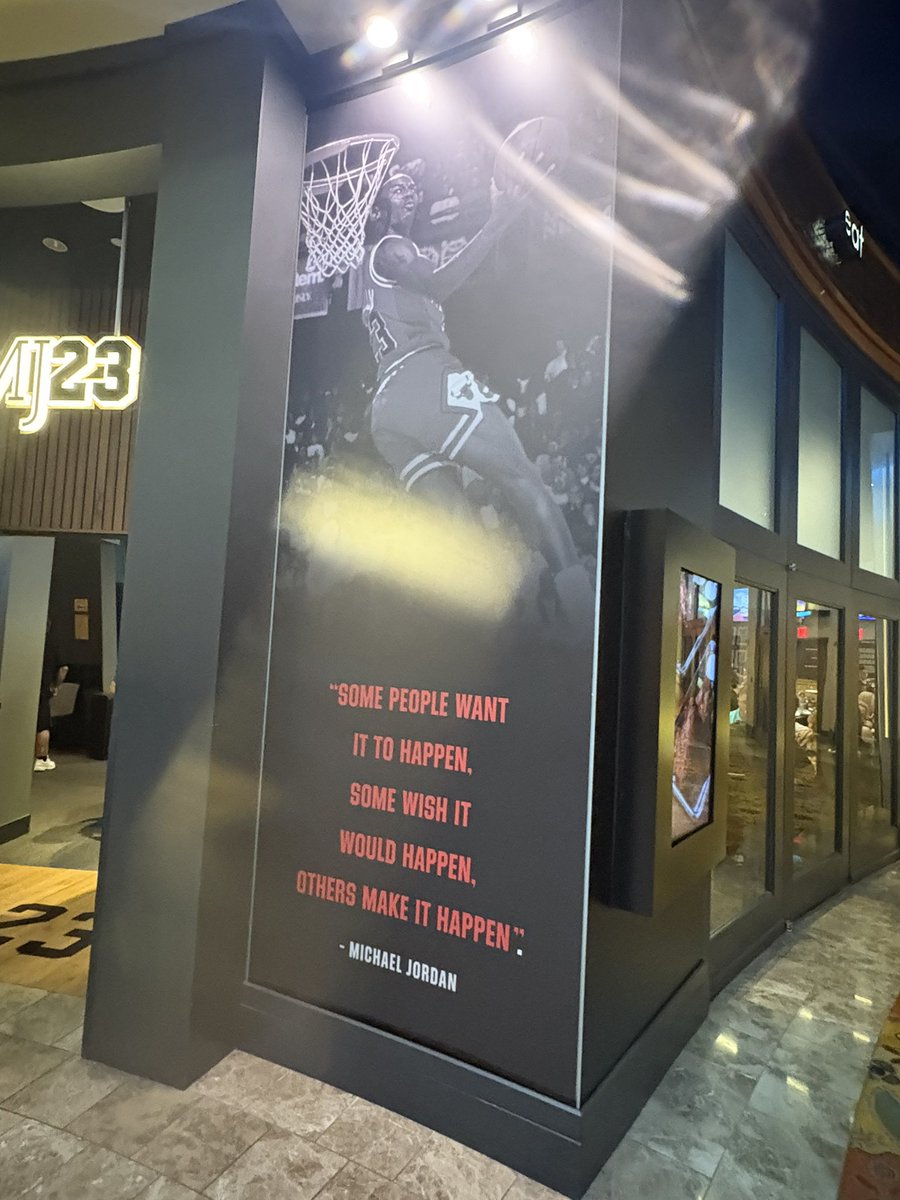 MJ23
"SOME PEOPLE WANT
IT TO HAPPEN,
SOME WISH IT
WOULD HAPPEN,
OTHERS MAKE IT HAPPEN".
- MICHAEL JORDAN
23
eat